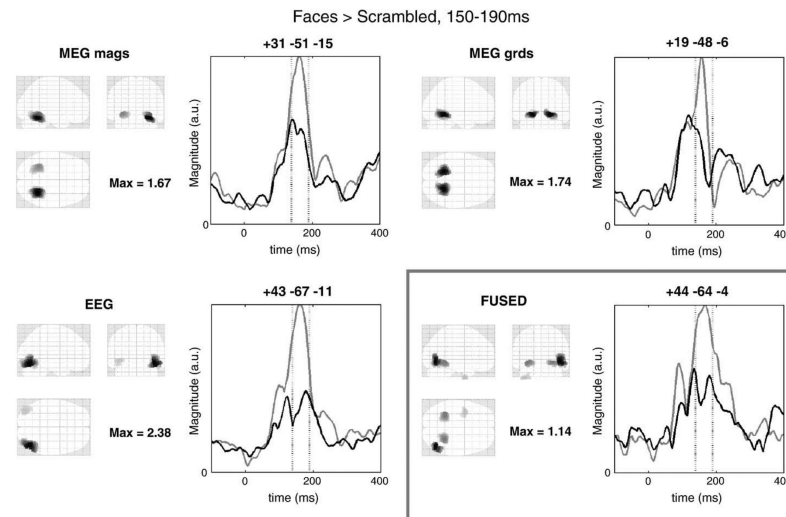 Faces > Scrambled, 150-190ms
MEG mags
+31 -51 -15
Magnitude (a.u.)
0
Max = 1.67
0 200 400
time (ms)
MEG grds
+19 -48 -6
Magnitude (a.u.)
0
Max = 1.74
0 200 40
time (ms)
EEG
+43 -67 -11
Magnitude (a.u.)
0
Max = 2.38
0 200 400
time (ms)
FUSED
+44 -64 -4
Magnitude (a.u.)
0
Max = 1.14
0 200 40
time (ms)